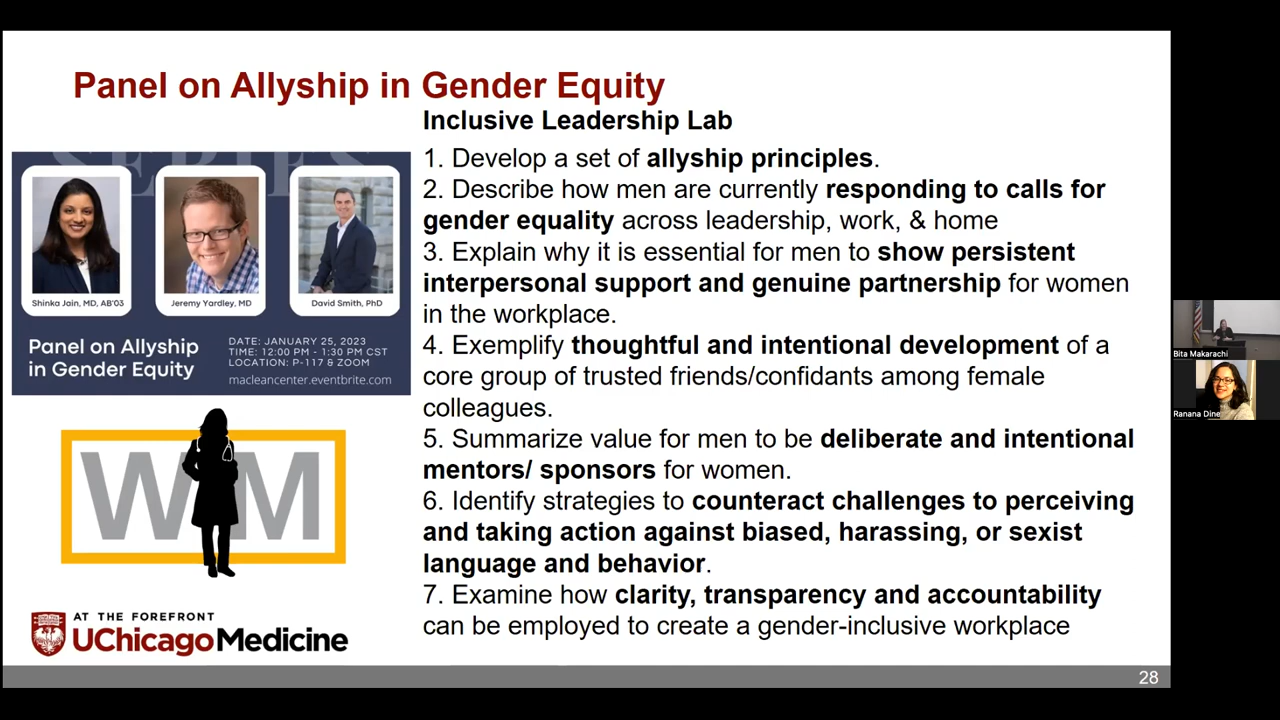 Panel on Allyship in Gender Equity
Inclusive Leadership Lab
1. Develop a set of allyship principles.
2. Describe how men are currently responding to calls for
gender equality across leadership, work, & home
3. Explain why it is essential for men to show persistent
interpersonal support and genuine partnership for women
in the workplace.
4. Exemplify thoughtful and intentional development of a
core group of trusted friends/confidants among female
colleagues.
5. Summarize value for men to be deliberate and intentional
mentors/ sponsors for women.
6. Identify strategies to counteract challenges to perceiving
and taking action against biased, harassing, or sexist
language and behavior.
7. Examine how clarity, transparency and accountability
can be employed to create a gender-inclusive workplace
SERIES
Shinka Jain, MD, AB'03
Jeremy Yardley, MD
David Smith, PhD
Panel on Allyship
in Gender Equity
DATE: JANUARY 25, 2023
TIME: 12:00 PM - 1:30 PM CST
LOCATION: P-117 & ZOOM
macleancenter.eventbrite.com
WIM
AT THE FOREFRONT
UChicago Medicine
28
Bita Makarachi
Ranana Dine